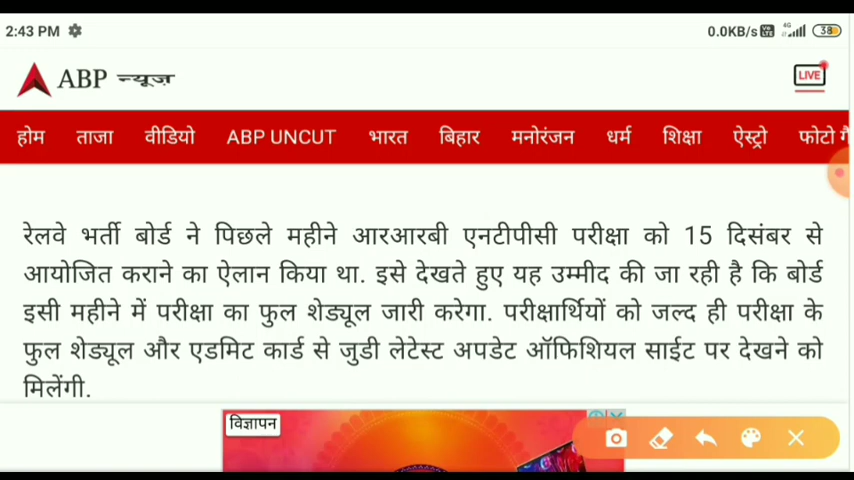 2:43 PM
0.0KB/s 4G 38
ABP न्यूज़
LIVE
होम ताजा वीडियो ABP UNCUT भारत बिहार मनोरंजन धर्म शिक्षा ऐस्ट्रो फोटो
रेलवे भर्ती बोर्ड ने पिछले महीने आरआरबी एनटीपीसी परीक्षा को 15 दिसंबर से
आयोजित कराने का ऐलान किया था. इसे देखते हुए यह उम्मीद की जा रही है कि बोर्ड
इसी महीने में परीक्षा का फुल शेड्यूल जारी करेगा. परीक्षार्थियों को जल्द ही परीक्षा के
फुल शेड्यूल और एडमिट कार्ड से जुडी लेटेस्ट अपडेट ऑफिशियल साईट पर देखने को
मिलेंगी.
विज्ञापन